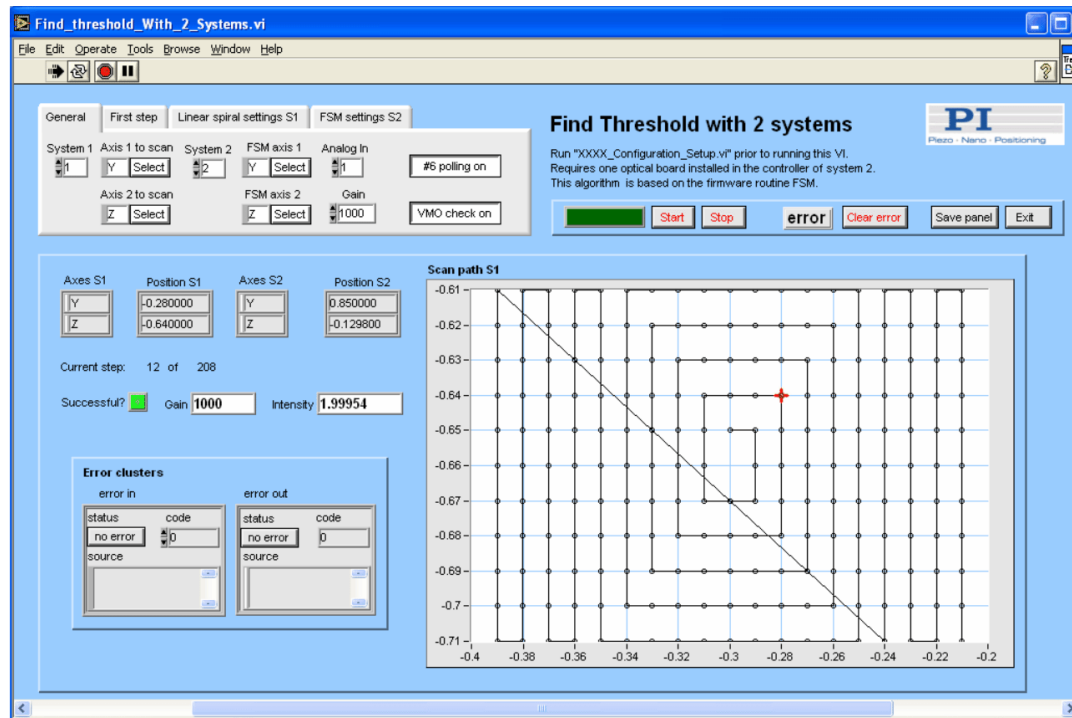 Find_threshold_With_2_Systems.vi
File Edit Operate Tools Browse Window Help
General First step Linear spiral settings S1 FSM settings S2
System 1 Axis 1 to scan System 2 FSM axis 1 Analog In
1 Y Select 2 Y Select 1 #6 polling on
Axis 2 to scan FSM axis 2 Gain
Z Select Z Select 1000 VMO check on
Find Threshold with 2 systems
Run "XXXX_Configuration_Setup.vi" prior to running this VI.
Requires one optical board installed in the controller of system 2.
This algorithm is based on the firmware routine FSM.
PI
Piezo · Nano · Positioning
Start Stop error Clear error Save panel Exit
Axes S1 Position S1 Axes S2 Position S2
Y -0.280000 Y 0.850000
Z -0.640000 Z -0.129800
Current step: 12 of 208
Successful? Gain 1000 Intensity 1.99954
Error clusters
error in error out
status code status code
no error 0 no error 0
source source
Scan path S1
-0.61
-0.62
-0.63
-0.64
-0.65
-0.66
-0.67
-0.68
-0.69
-0.7
-0.71
-0.4 -0.38 -0.36 -0.34 -0.32 -0.3 -0.28 -0.26 -0.24 -0.22 -0.2